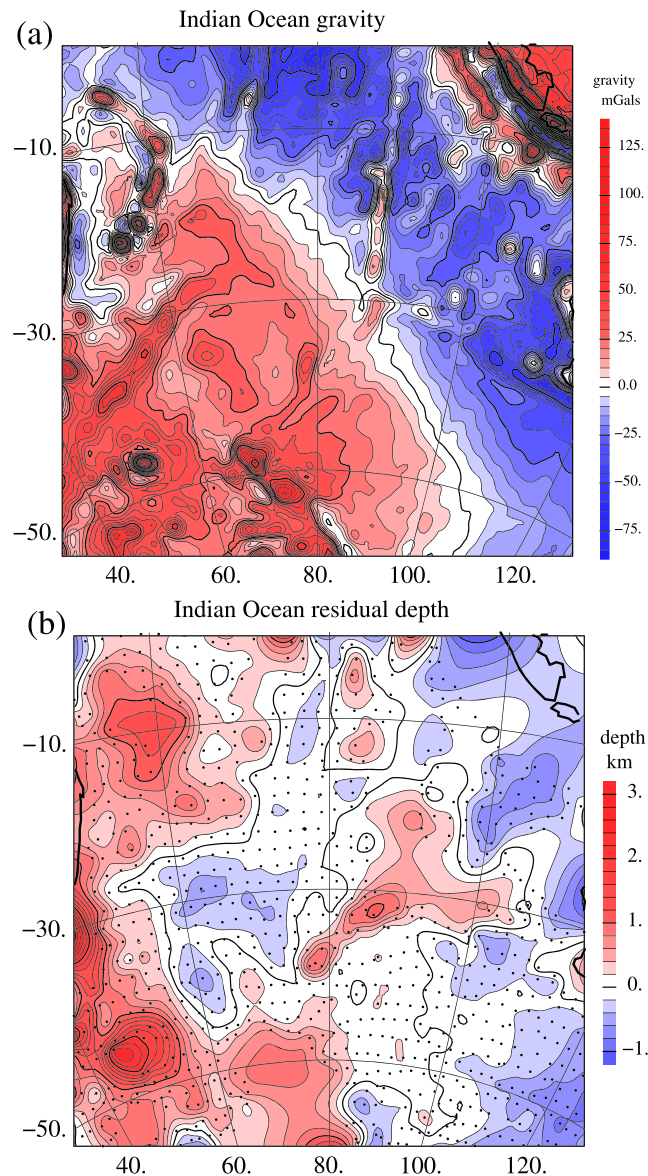 Indian Ocean gravity
(a)
gravity
mGals
125.
100.
75.
50.
25.
0.0
−25.
−50.
−75.
−10.
−30.
−50.
40. 60. 80. 100. 120.
Indian Ocean residual depth
(b)
depth
km
3.
2.
1
0.
−1.
−10.
−30.
−50.
40. 60. 80. 100. 120.